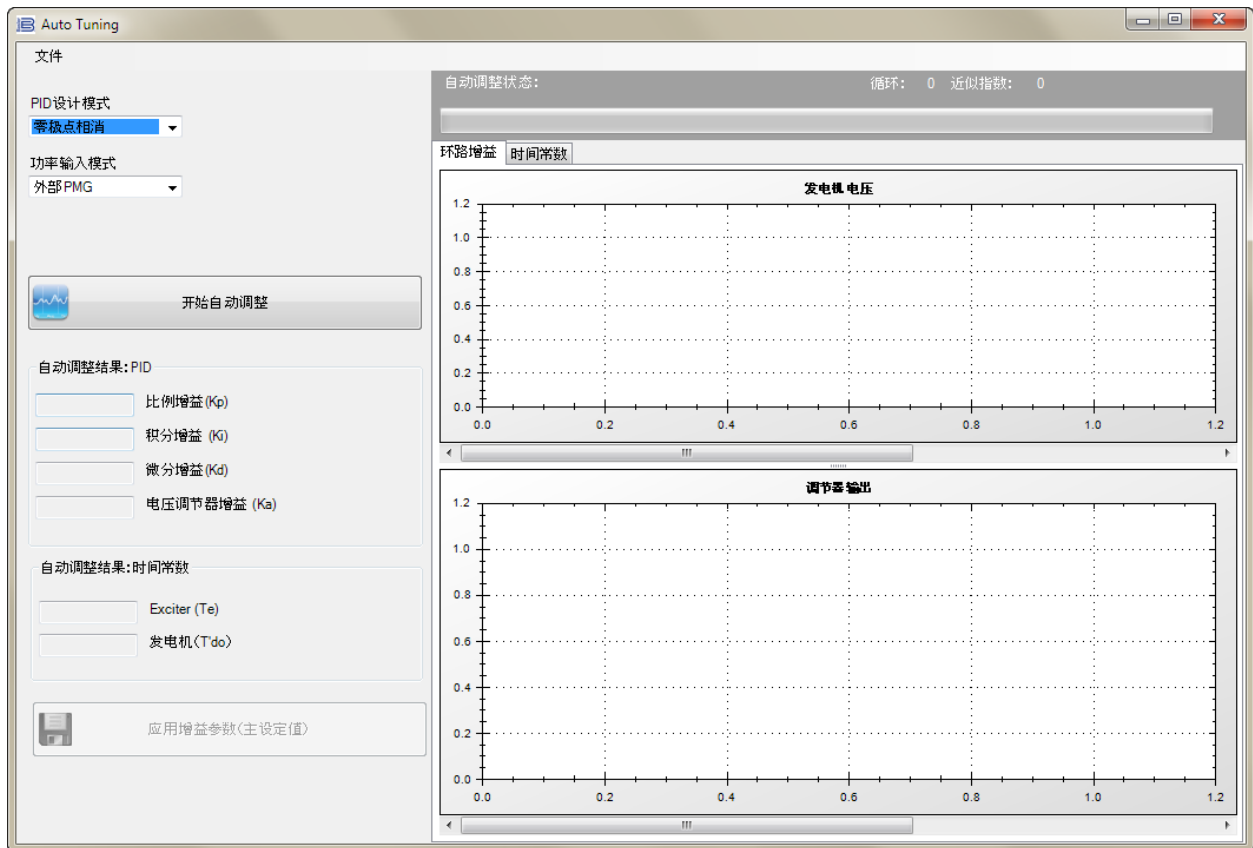 Auto Tuning
文件
PID设计模式
零极点相消
功率输入模式
外部PMG
开始自动调整
自动调整结果:PID
比例增益(Kp)
积分增益 (Ki)
微分增益(Kd)
电压调节器增益 (Ka)
自动调整结果:时间常数
Exciter (Te)
发电机(T'do)
应用增益参数(主设定值)
自动调整状态: 循环: 0 近似指数: 0
环路增益 时间常数
发电机电压
1.2
1.0
0.8
0.6
0.4
0.2
0.0
0.0 0.2 0.4 0.6 0.8 1.0 1.2
调节器输出
1.2
1.0
0.8
0.6
0.4
0.2
0.0
0.0 0.2 0.4 0.6 0.8 1.0 1.2